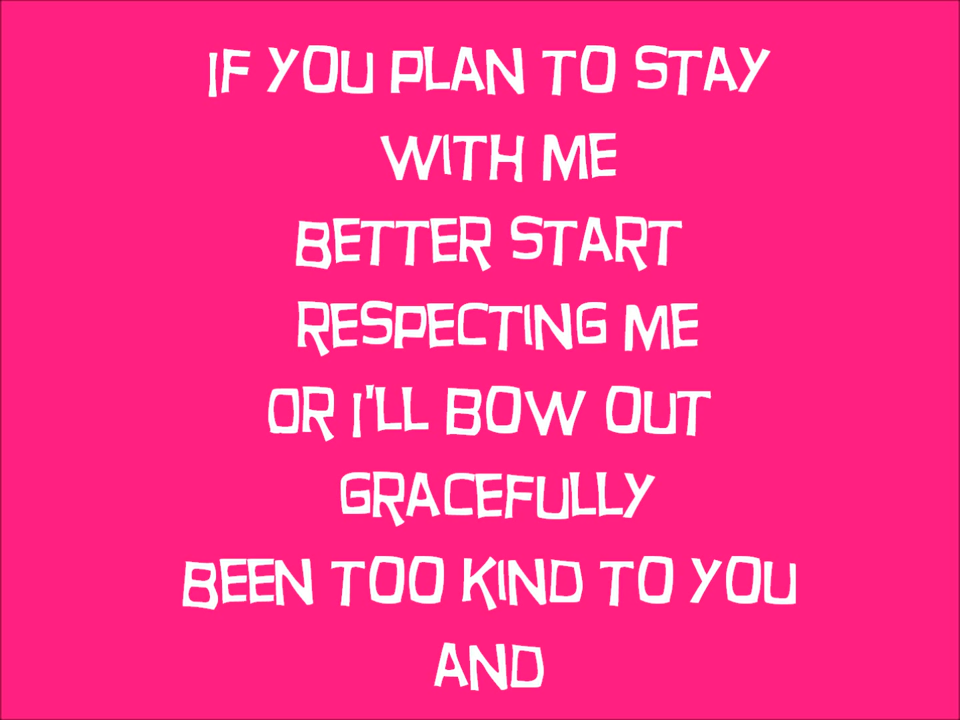 IF YOU PLAN TO STAY
WITH ME
BETTER START
RESPECTING ME
OR I'LL BOW OUT
GRACEFULLY
BEEN TOO KIND TO YOU
AND